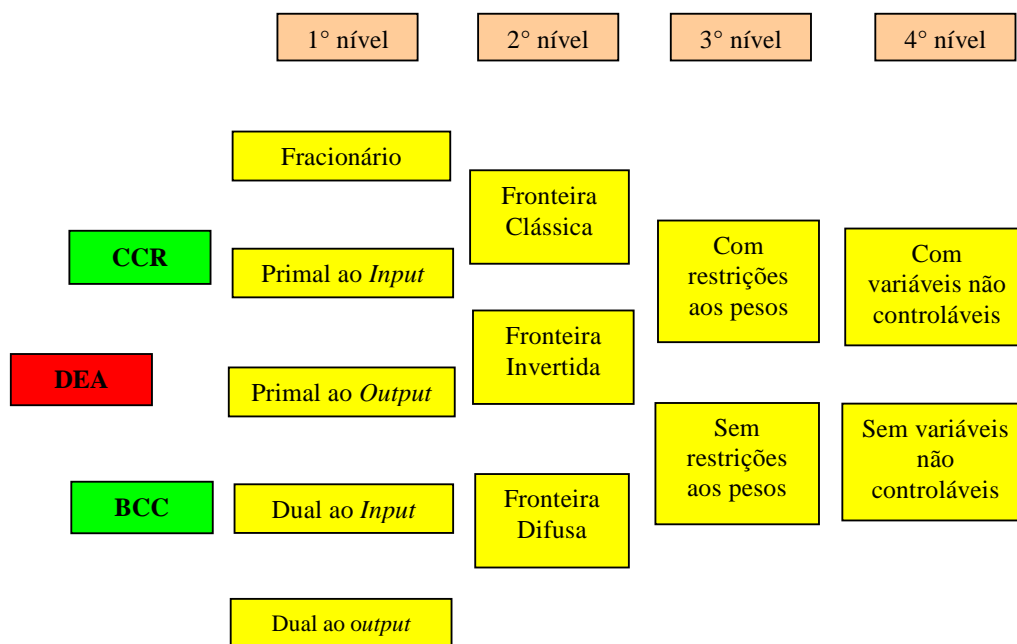 1° nível
2° nível
3° nível
4° nível
DEA
CCR
BCC
Fracionário
Primal ao Input
Primal ao Output
Dual ao Input
Dual ao output
Fronteira
Clássica
Fronteira
Invertida
Fronteira
Difusa
Com
restrições
aos pesos
Sem
restrições
aos pesos
Com
variáveis não
controláveis
Sem variáveis
não
controláveis